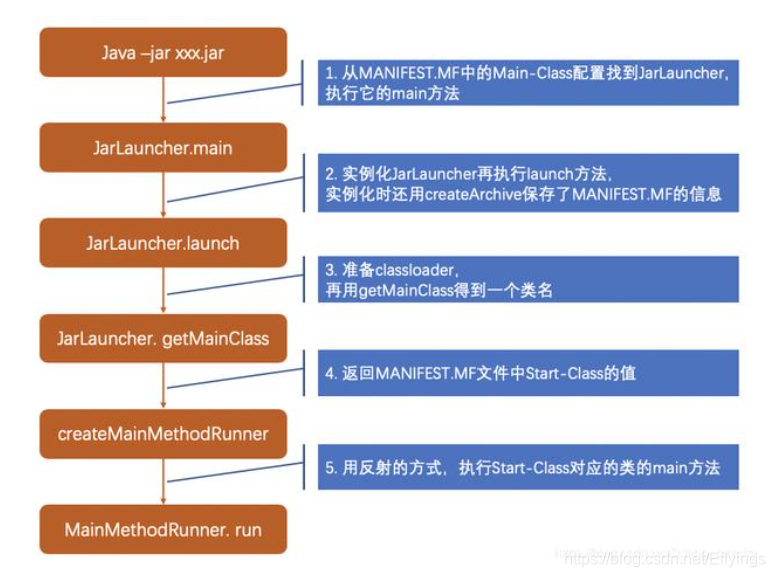 Java –jar xxx.jar
1. 从MANIFEST.MF中的Main-Class配置找到JarLauncher,
执行它的main方法
JarLauncher.main
2. 实例化JarLauncher再执行launch方法,
实例化时还用createArchive保存了MANIFEST.MF的信息
JarLauncher.launch
3. 准备classloader,
再用getMainClass得到一个类名
JarLauncher. getMainClass
4. 返回MANIFEST.MF文件中Start-Class的值
createMainMethodRunner
5. 用反射的方式，执行Start-Class对应的类的main方法
MainMethodRunner. run
https://blog.csdn.net/Effyings